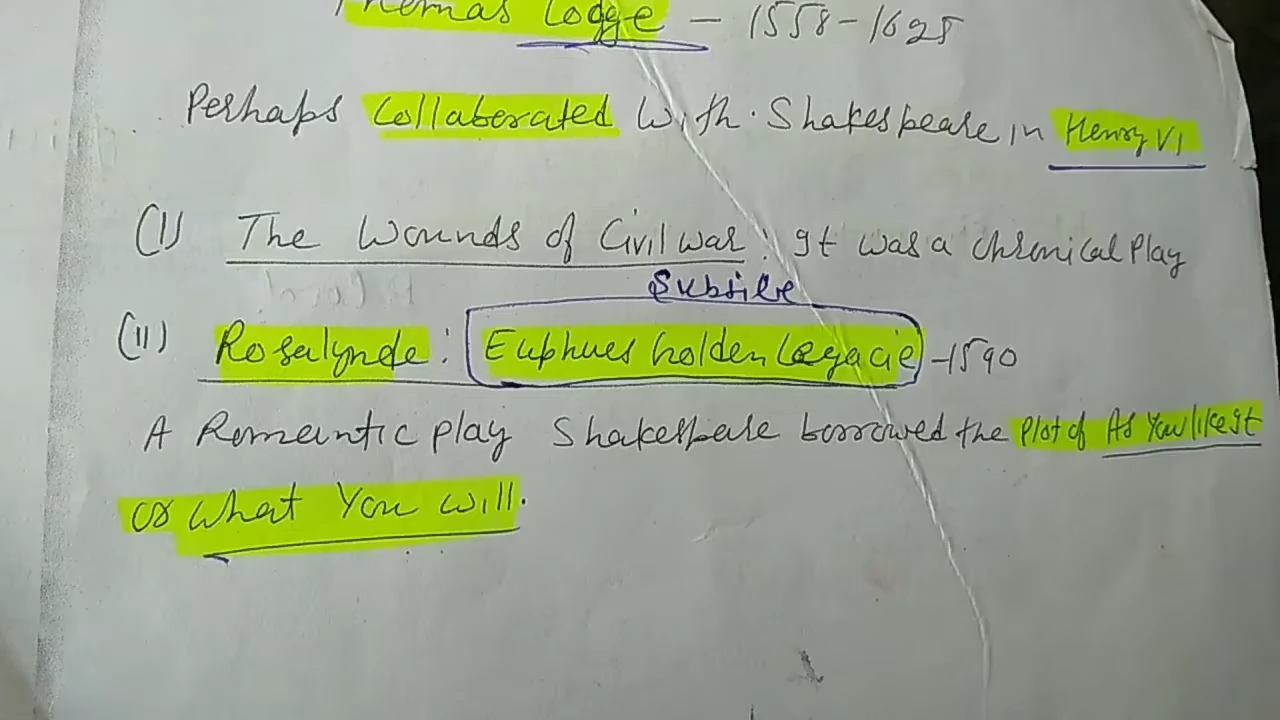 Thomas Lodge - 1558-1625
Perhaps Collaborated With Shakespeare in Henry VI
(I) The Wounds of Civil war: It was a Chronical Play
Subtile
(II) Rosalynde: Euphues Golden Legacie - 1590
A Romantic play Shakespeare borrowed the Plot of As You like It
or What You Will.